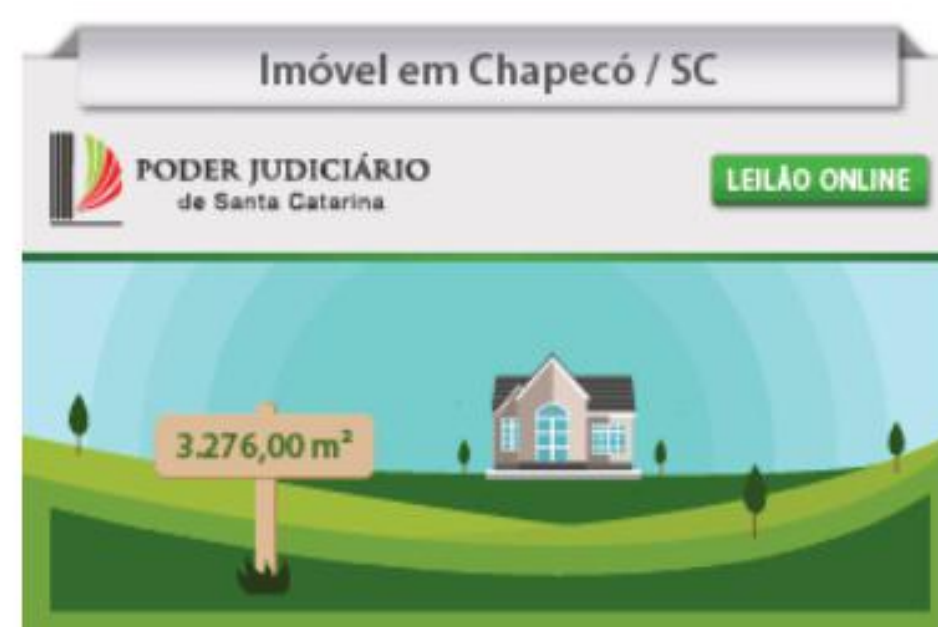 Imóvel em Chapecó / SC
PODER JUDICIÁRIO
de Santa Catarina
LEILÃO ONLINE
3.276,00 m²